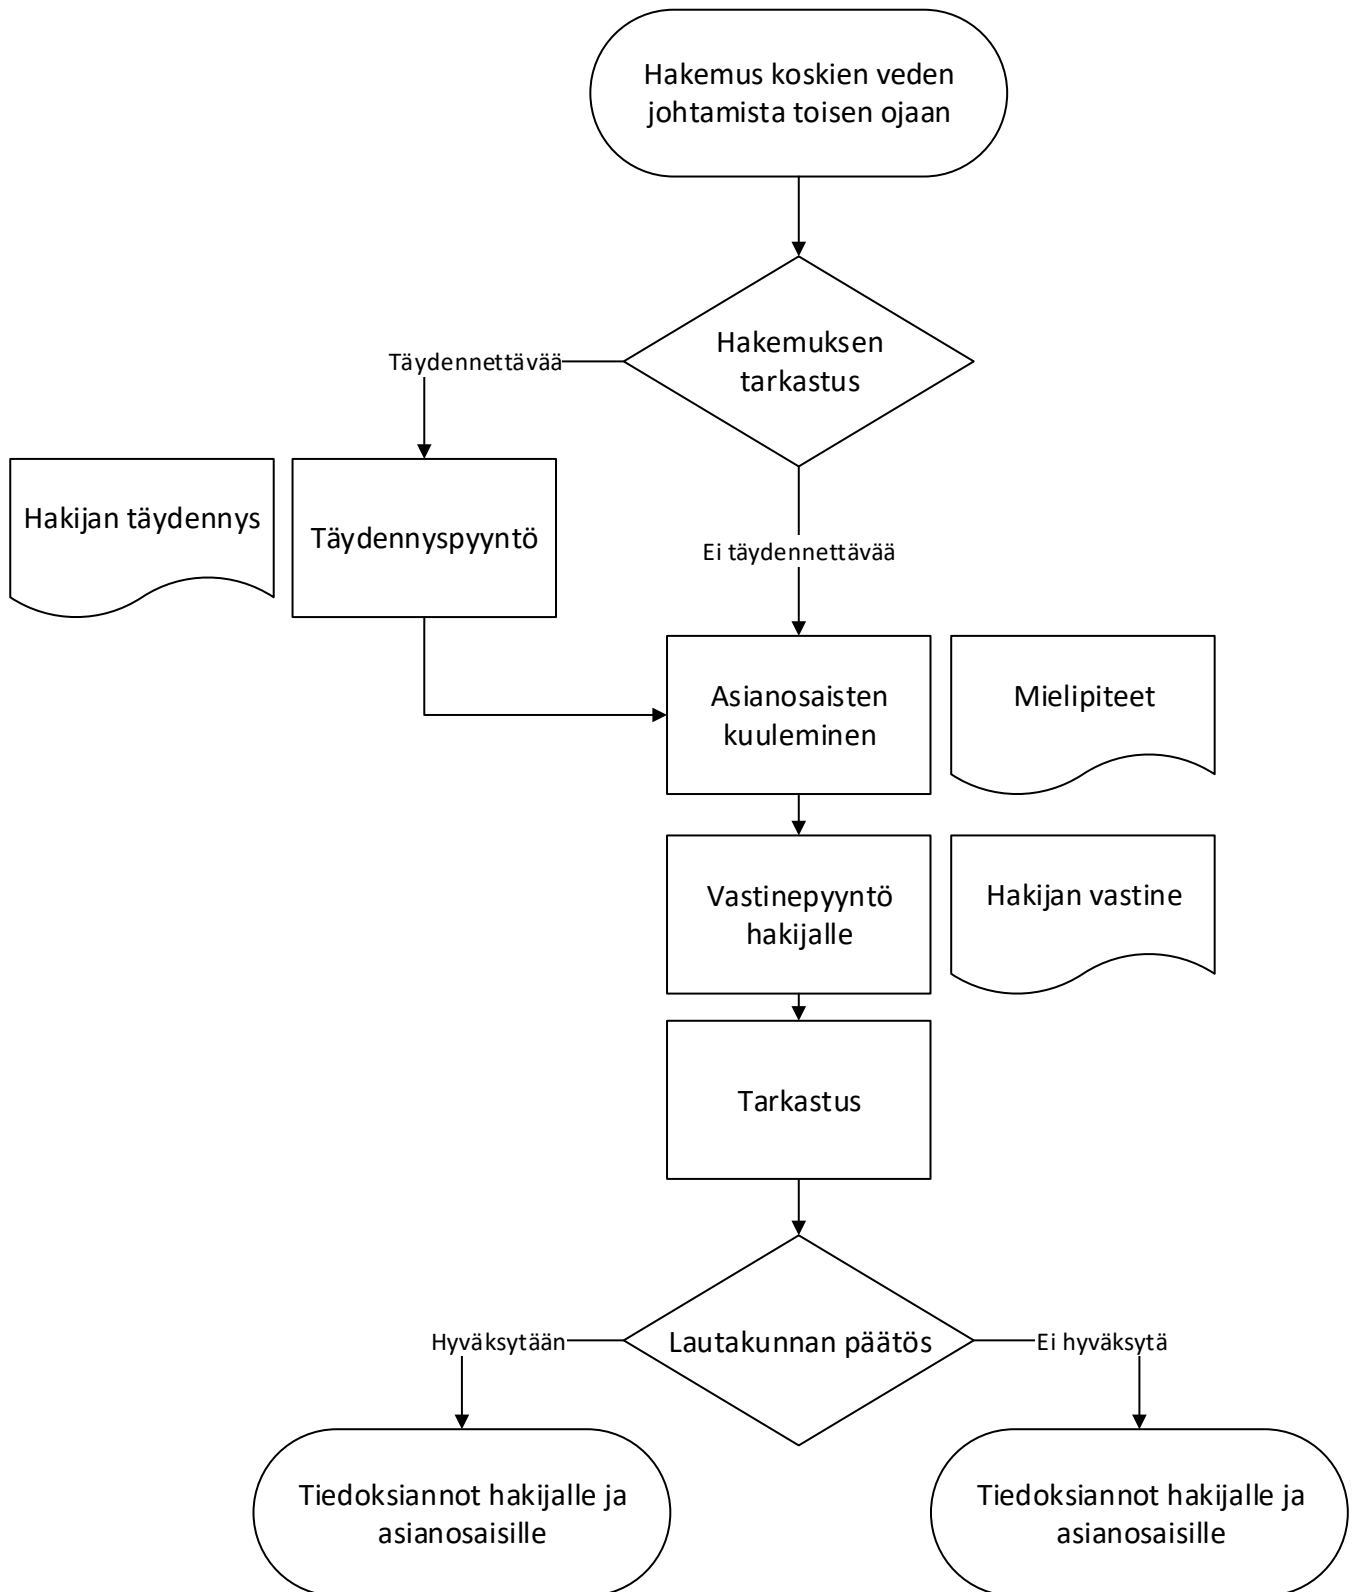 Hakemus koskien veden
johtamista toisen ojaan
Hakemuksen
tarkastus
Täydennettävää
Hakijan täydennys
Täydennyspyyntö
Ei täydennettävää
Asianosaisten
kuuleminen
Mielipiteet
Vastinepyyntö
hakijalle
Hakijan vastine
Tarkastus
Lautakunnan päätös
Hyväksytään
Ei hyväksytä
Tiedoksiannot hakijalle ja
asianosaisille
Tiedoksiannot hakijalle ja
asianosaisille